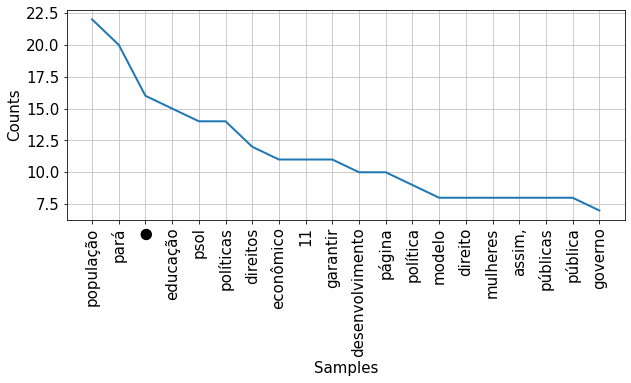 22.5
20.0
17.5
15.0
12.5
10.0
7.5
Counts
população
pará
●
educação
psol
políticas
direitos
econômico
11
garantir
desenvolvimento
página
política
modelo
direito
mulheres
assim,
públicas
pública
governo
Samples